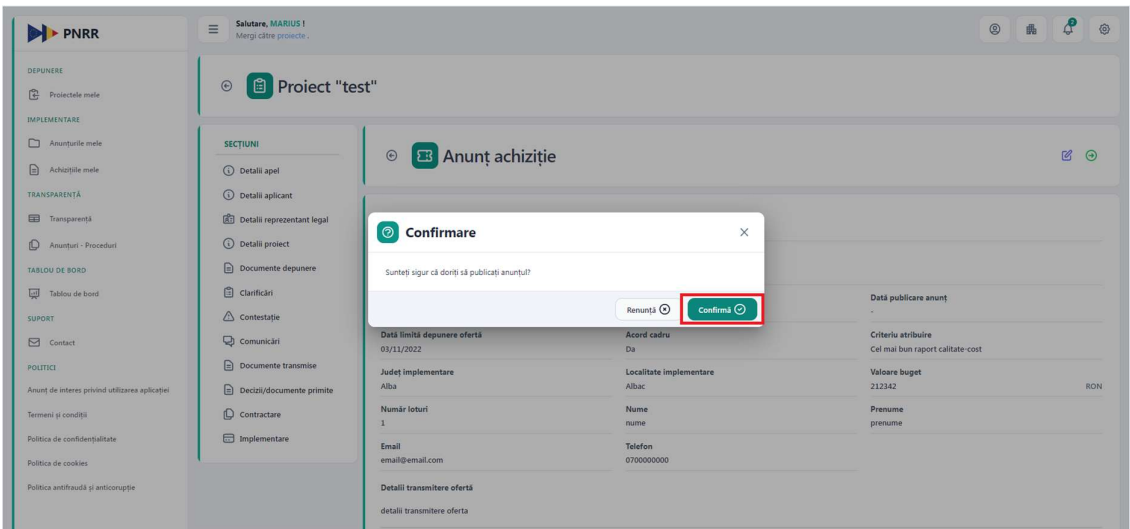 PNRR
Salutare, MARIUS !
Mergi către proiecte .
2
DEPUNERE
Proiectele mele
IMPLEMENTARE
Anunțurile mele
Achizițiile mele
TRANSPARENȚĂ
Transparență
Anunțuri - Proceduri
TABLOU DE BORD
Tablou de bord
SUPORT
Contact
POLITICI
Anunț de interes privind utilizarea aplicației
Termeni și condiții
Politica de confidențialitate
Politica de cookies
Politica antifraudă și anticorupție
Proiect "test"
SECȚIUNI
Detalii apel
Detalii aplicant
Detalii reprezentant legal
Detalii proiect
Documente depunere
Clarificări
Contestație
Comunicări
Documente transmise
Decizii/documente primite
Contractare
Implementare
Anunț achiziție
Confirmare
Sunteți sigur că doriți să publicați anunțul?
Renunță
Confirmă
Dată publicare anunț
-
Dată limită depunere ofertă
03/11/2022
Acord cadru
Da
Criteriu atribuire
Cel mai bun raport calitate-cost
Județ implementare
Alba
Localitate implementare
Albac
Valoare buget
212342 RON
Număr loturi
1
Nume
nume
Prenume
prenume
Email
email@email.com
Telefon
0700000000
Detalii transmitere ofertă
detalii transmitere oferta